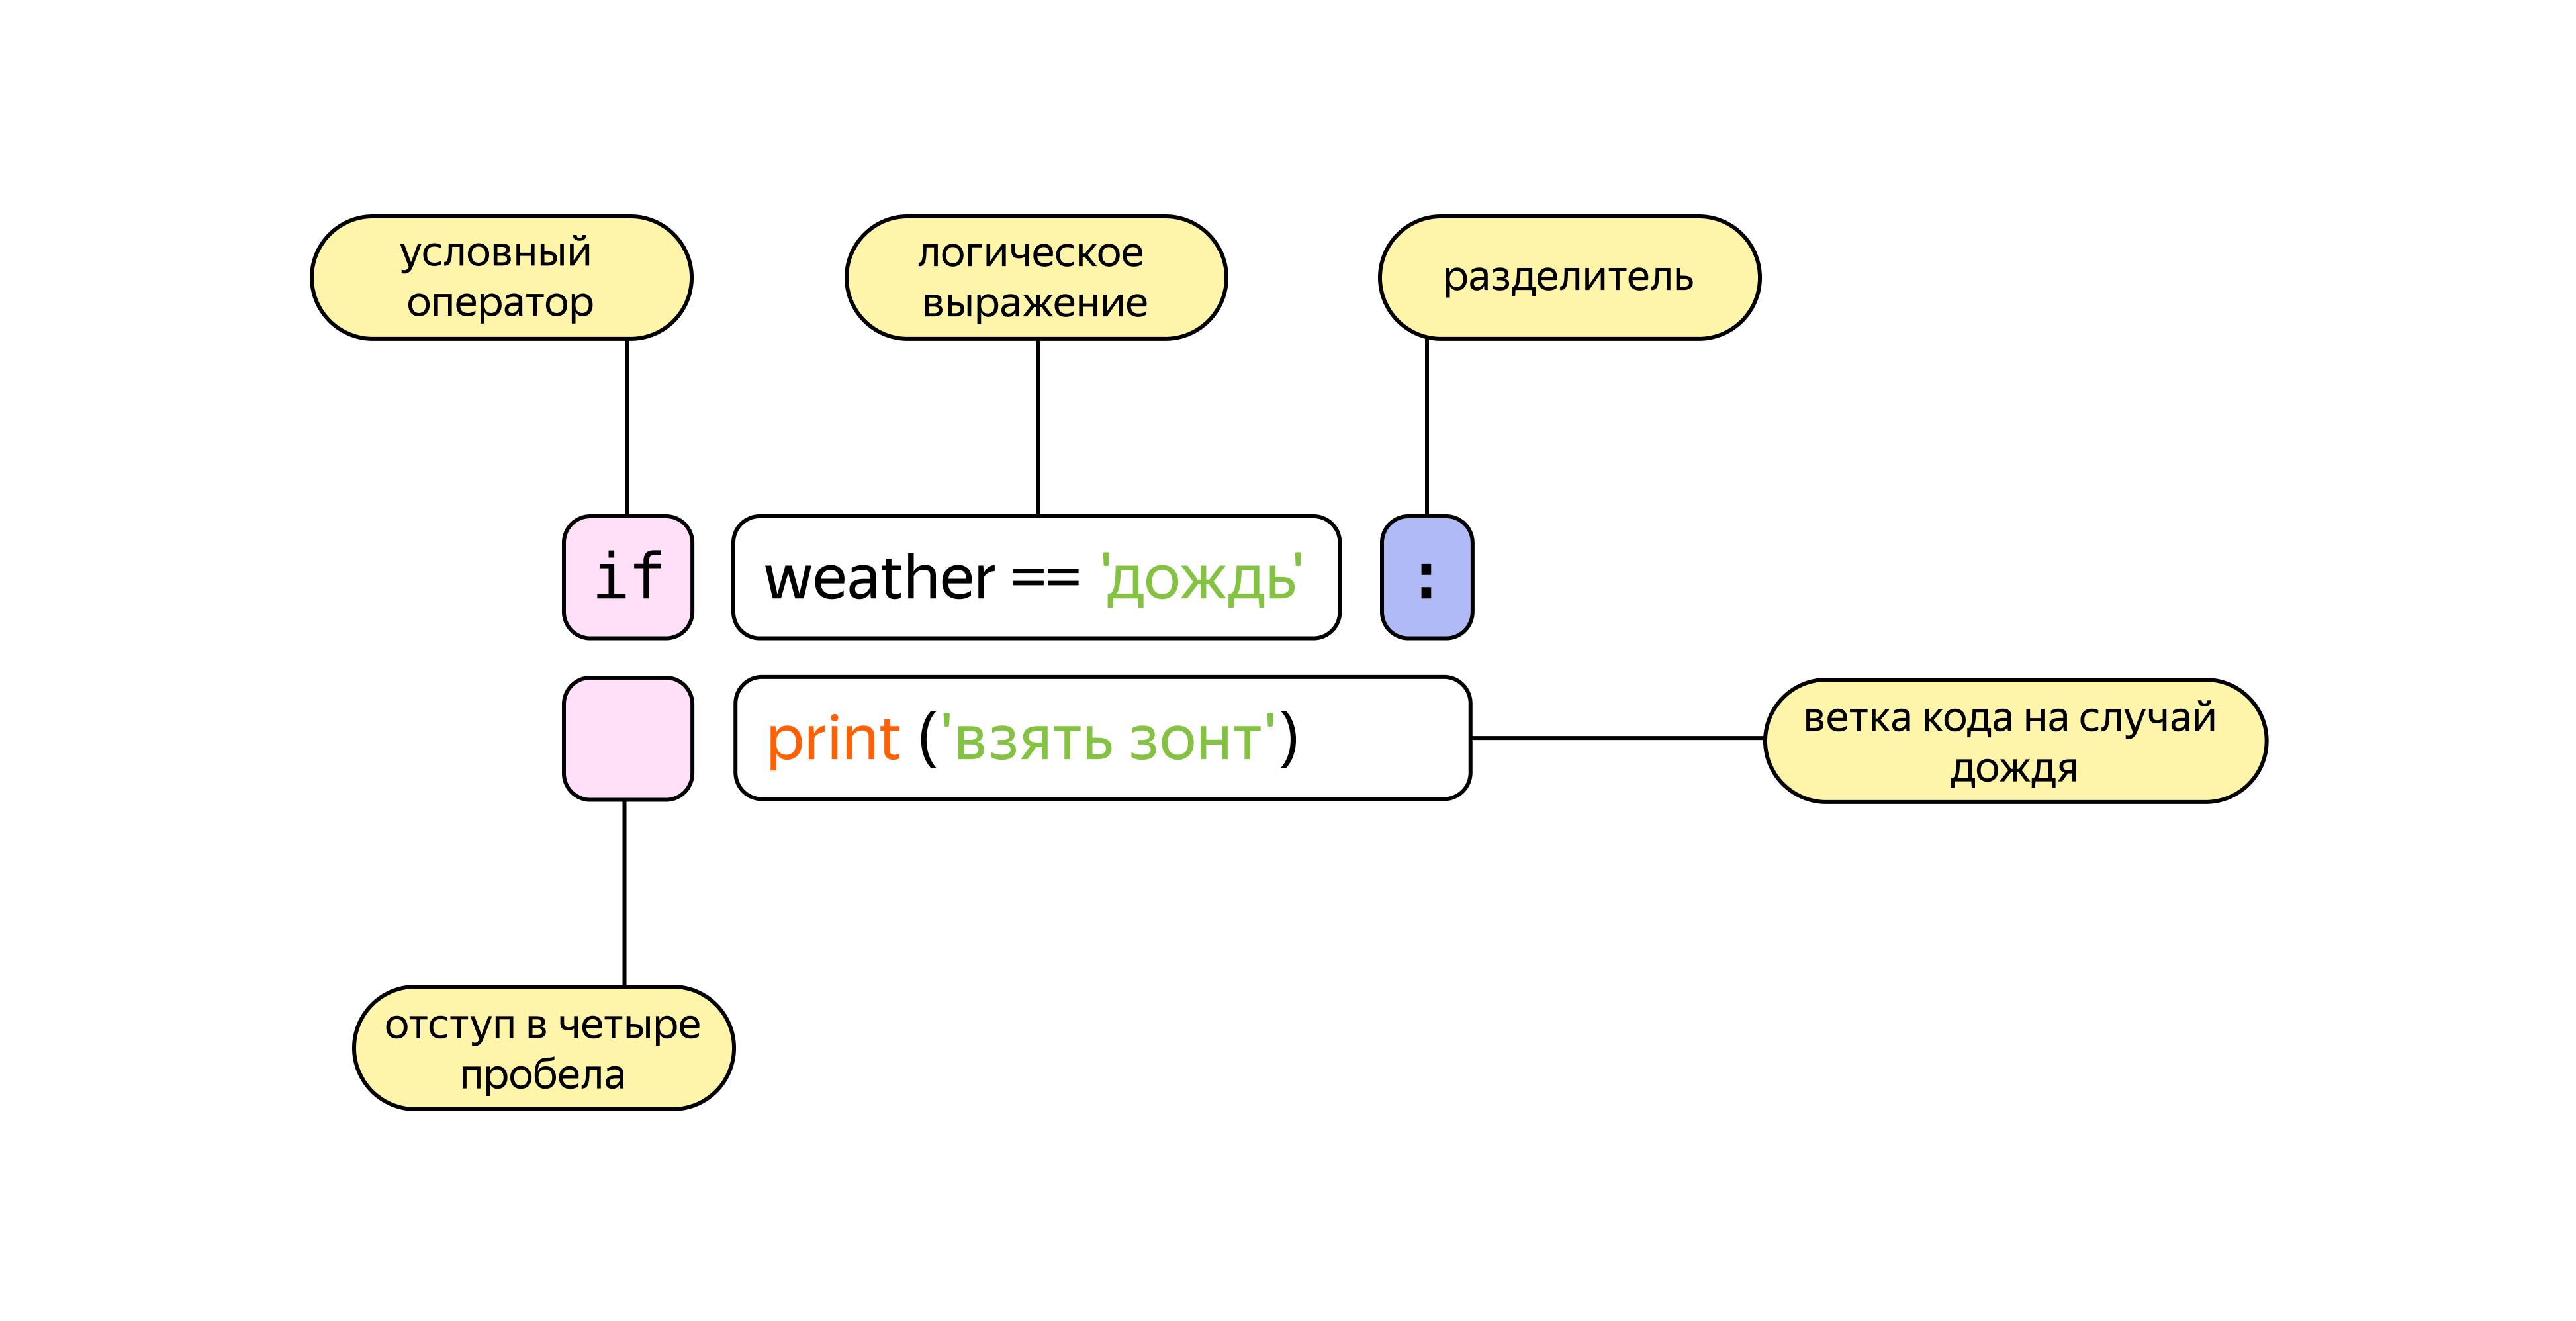 условный
оператор
логическое
выражение
разделитель
if weather == 'дождь' :
print ('взять зонт')
ветка кода на случай
дождя
отступ в четыре
пробела